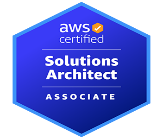 aws
certified
Solutions
Architect
ASSOCIATE